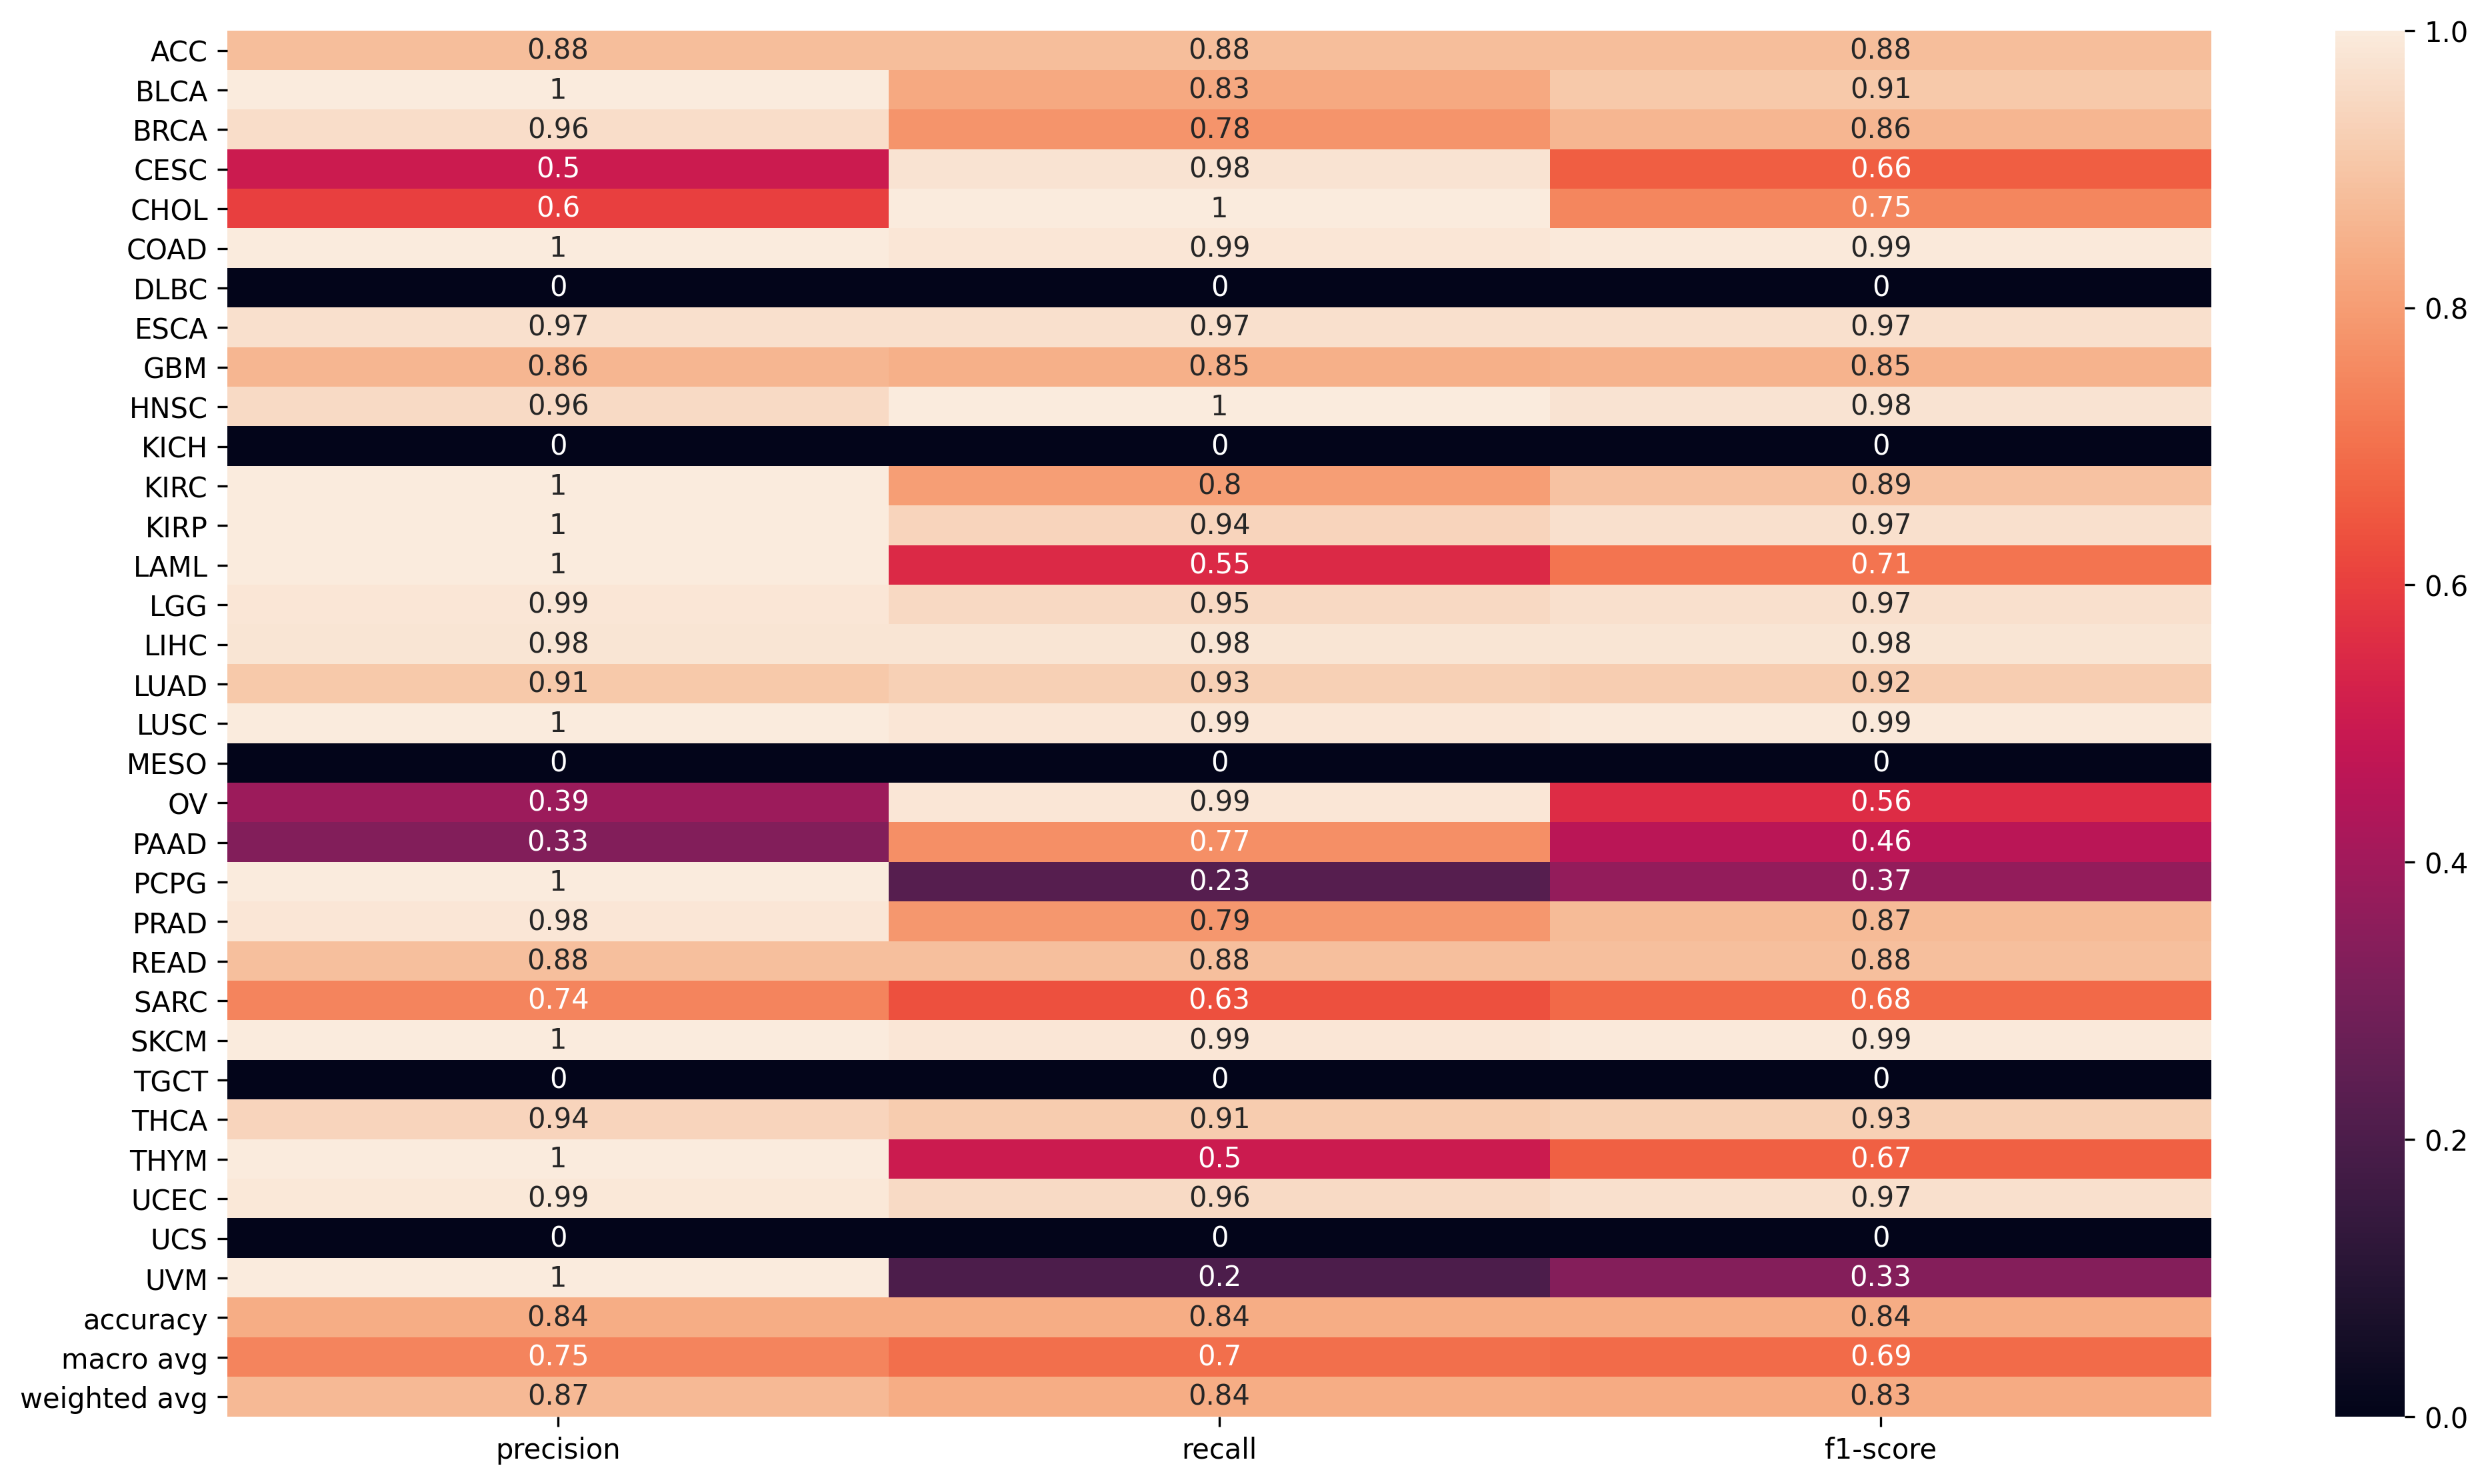 ACC 0.88 0.88 0.88
BLCA 1 0.83 0.91
BRCA 0.96 0.78 0.86
CESC 0.5 0.98 0.66
CHOL 0.6 1 0.75
COAD 1 0.99 0.99
DLBC 0 0 0
ESCA 0.97 0.97 0.97
GBM 0.86 0.85 0.85
HNSC 0.96 1 0.98
KICH 0 0 0
KIRC 1 0.8 0.89
KIRP 1 0.94 0.97
LAML 1 0.55 0.71
LGG 0.99 0.95 0.97
LIHC 0.98 0.98 0.98
LUAD 0.91 0.93 0.92
LUSC 1 0.99 0.99
MESO 0 0 0
OV 0.39 0.99 0.56
PAAD 0.33 0.77 0.46
PCPG 1 0.23 0.37
PRAD 0.98 0.79 0.87
READ 0.88 0.88 0.88
SARC 0.74 0.63 0.68
SKCM 1 0.99 0.99
TGCT 0 0 0
THCA 0.94 0.91 0.93
THYM 1 0.5 0.67
UCEC 0.99 0.96 0.97
UCS 0 0 0
UVM 1 0.2 0.33
accuracy 0.84 0.84 0.84
macro avg 0.75 0.7 0.69
weighted avg 0.87 0.84 0.83
precision recall f1-score
1.0
0.8
0.6
0.4
0.2
0.0